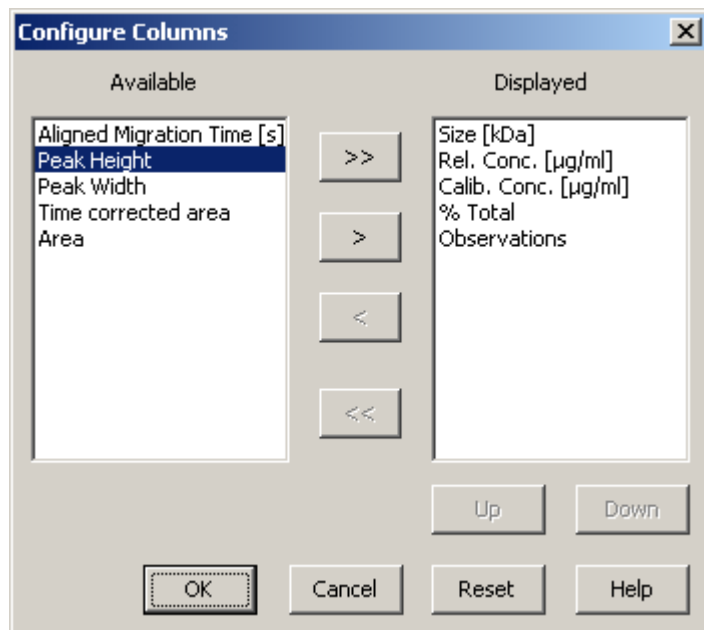 Configure Columns
Available
Displayed
Aligned Migration Time [s]
Peak Height
Peak Width
Time corrected area
Area
>>
>
<
<<
Size [kDa]
Rel. Conc. [µg/ml]
Calib. Conc. [µg/ml]
% Total
Observations
Up
Down
OK
Cancel
Reset
Help